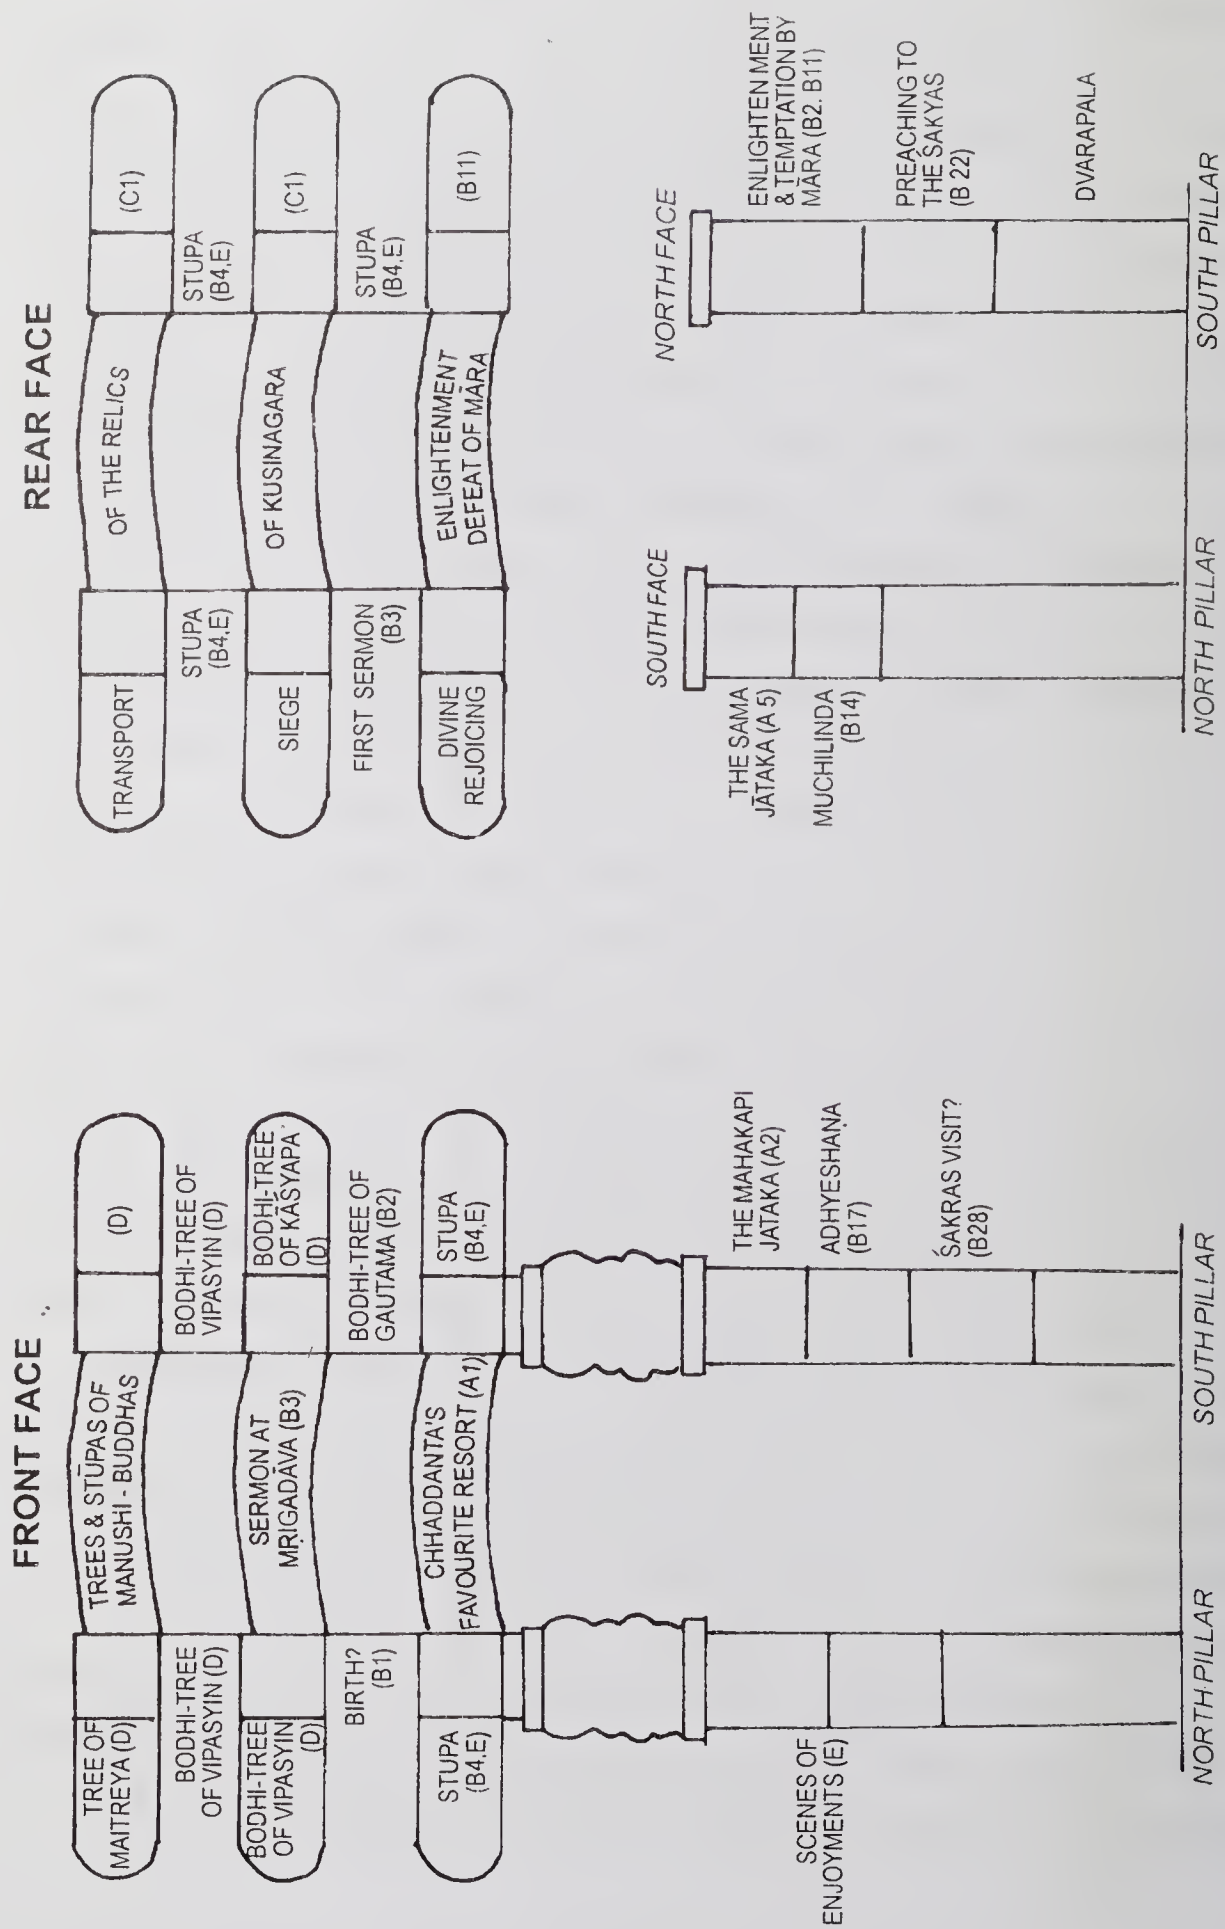 FRONT FACE
TREE OF
MAITREYA (D)
TREES & STŪPAS OF
MANUSHI - BUDDHAS
(D)
BODHI-TREE
OF VIPASYIN (D)
BODHI-TREE OF
VIPASYIN (D)
BODHI-TREE
OF VIPASYIN
(D)
SERMON AT
MṚIGADĀVA (B3)
BODHI-TREE
OF KĀŚYAPA
(D)
BIRTH?
(B1)
BODHI-TREE OF
GAUTAMA (B2)
STUPA
(B4.E)
CHHADDANTA'S
FAVOURITE RESORT (A1)
STUPA
(B4,E)
SCENES OF
ENJOYMENTS (E)
THE MAHAKAPI
JATAKA (A2)
ADHYESHAṆA
(B17)
ŚAKRAS VISIT?
(B28)
NORTH PILLAR
SOUTH PILLAR
REAR FACE
TRANSPORT
OF THE RELICS
(C1)
STUPA
(B4.E)
STUPA
(B4.E)
SIEGE
OF KUSINAGARA
(C1)
FIRST SERMON
(B3)
STUPA
(B4.E)
DIVINE
REJOICING
ENLIGHTENMENT
DEFEAT OF MĀRA
(B11)
SOUTH FACE
THE SAMA
JĀTAKA (A 5)
MUCHILINDA
(B14)
NORTH PILLAR
NORTH FACE
ENLIGHTEN MENT
& TEMPTATION BY
MĀRA (B2. B11)
PREACHING TO
THE ŚAKYAS
(B 22)
DVARAPALA
SOUTH PILLAR